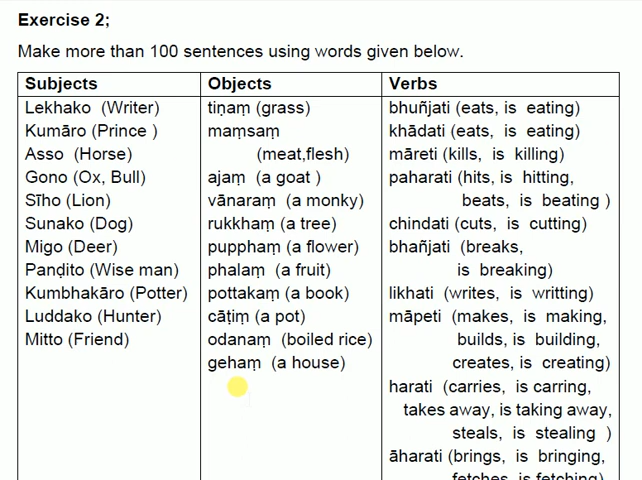 Exercise 2;
Make more than 100 sentences using words given below.
Subjects
Lekhako (Writer)
Kumāro (Prince )
Asso (Horse)
Gono (Ox, Bull)
Sīho (Lion)
Sunako (Dog)
Migo (Deer)
Paṇḍito (Wise man)
Kumbhakāro (Potter)
Luddako (Hunter)
Mitto (Friend)
Objects
tiṇaṃ (grass)
maṃsaṃ
(meat,flesh)
ajaṃ (a goat )
vānaraṃ (a monky)
rukkhaṃ (a tree)
pupphaṃ (a flower)
phalaṃ (a fruit)
pottakaṃ (a book)
cāṭiṃ (a pot)
odanaṃ (boiled rice)
gehaṃ (a house)
Verbs
bhuñjati (eats, is eating)
khādati (eats, is eating)
māreti (kills, is killing)
paharati (hits, is hitting,
beats, is beating )
chindati (cuts, is cutting)
bhañjati (breaks,
is breaking)
likhati (writes, is writting)
māpeti (makes, is making,
builds, is building,
creates, is creating)
harati (carries, is carring,
takes away, is taking away,
steals, is stealing )
āharati (brings, is bringing,
fetches, is fetching)